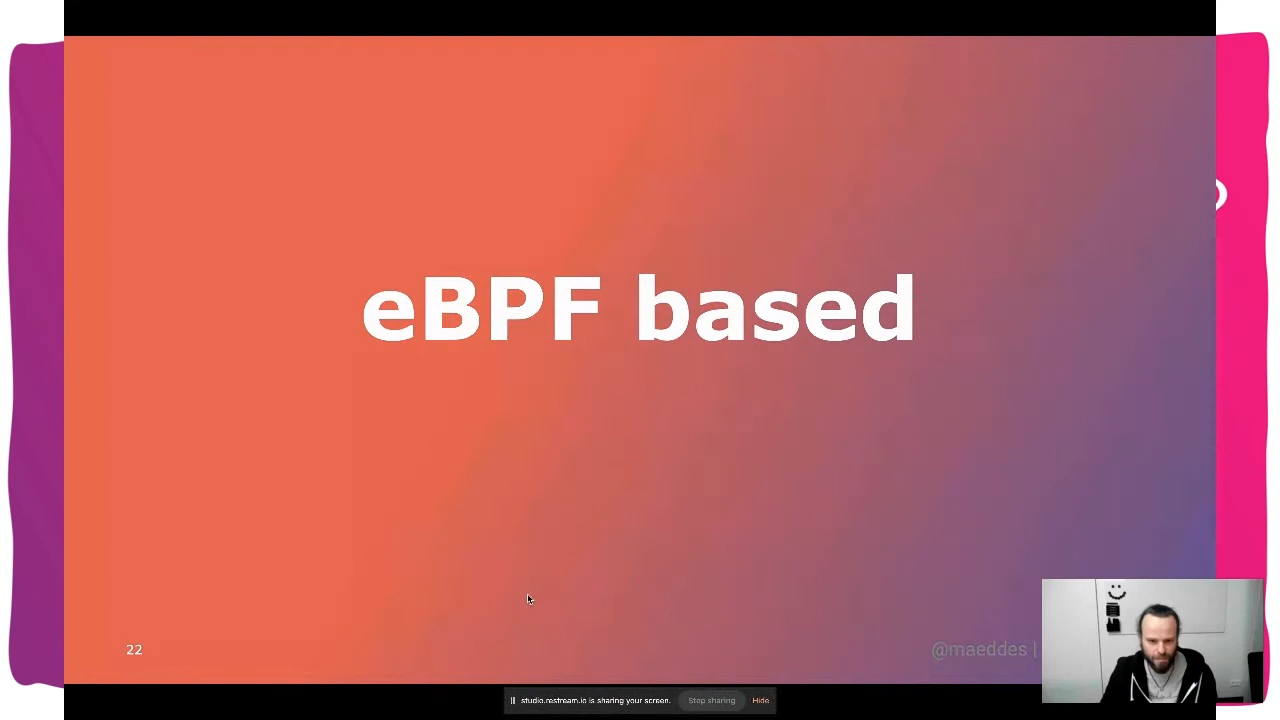 eBPF based
22
@maeddes |
studio.restream.io is sharing your screen.
Stop sharing
Hide